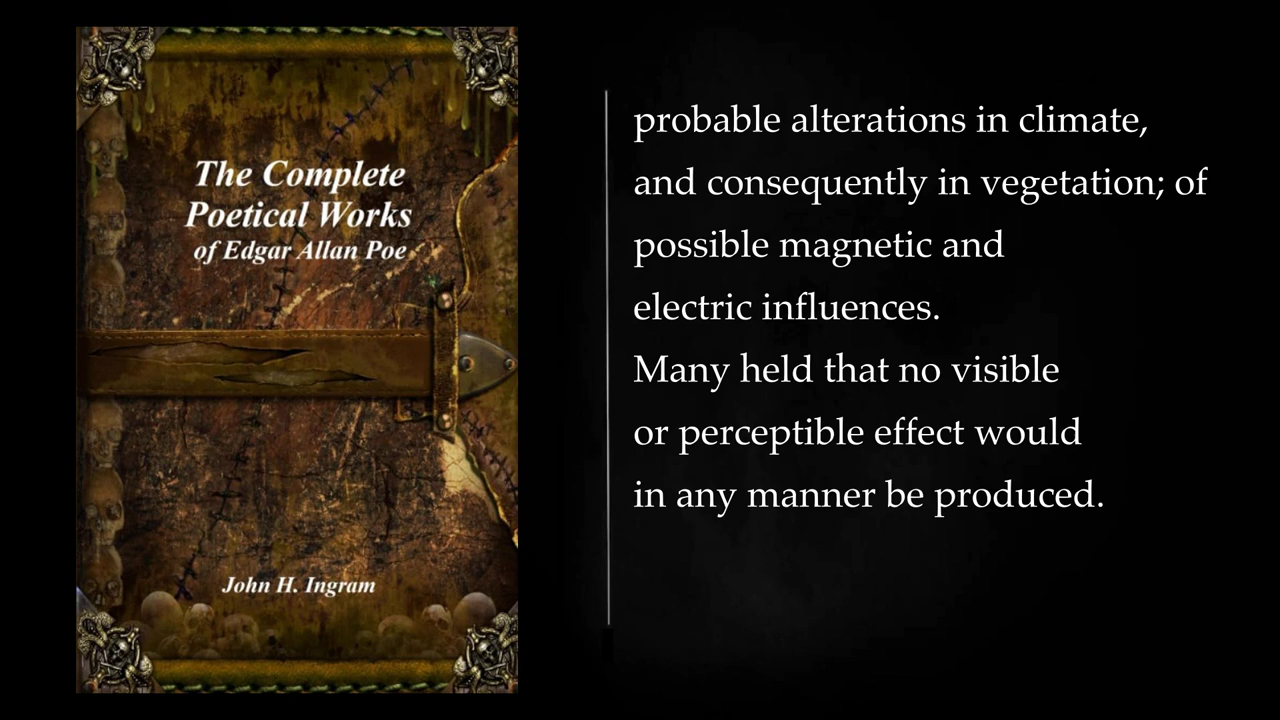 The Complete
Poetical Works
of Edgar Allan Poe
John H. Ingram
probable alterations in climate,
and consequently in vegetation; of
possible magnetic and
electric influences.
Many held that no visible
or perceptible effect would
in any manner be produced.